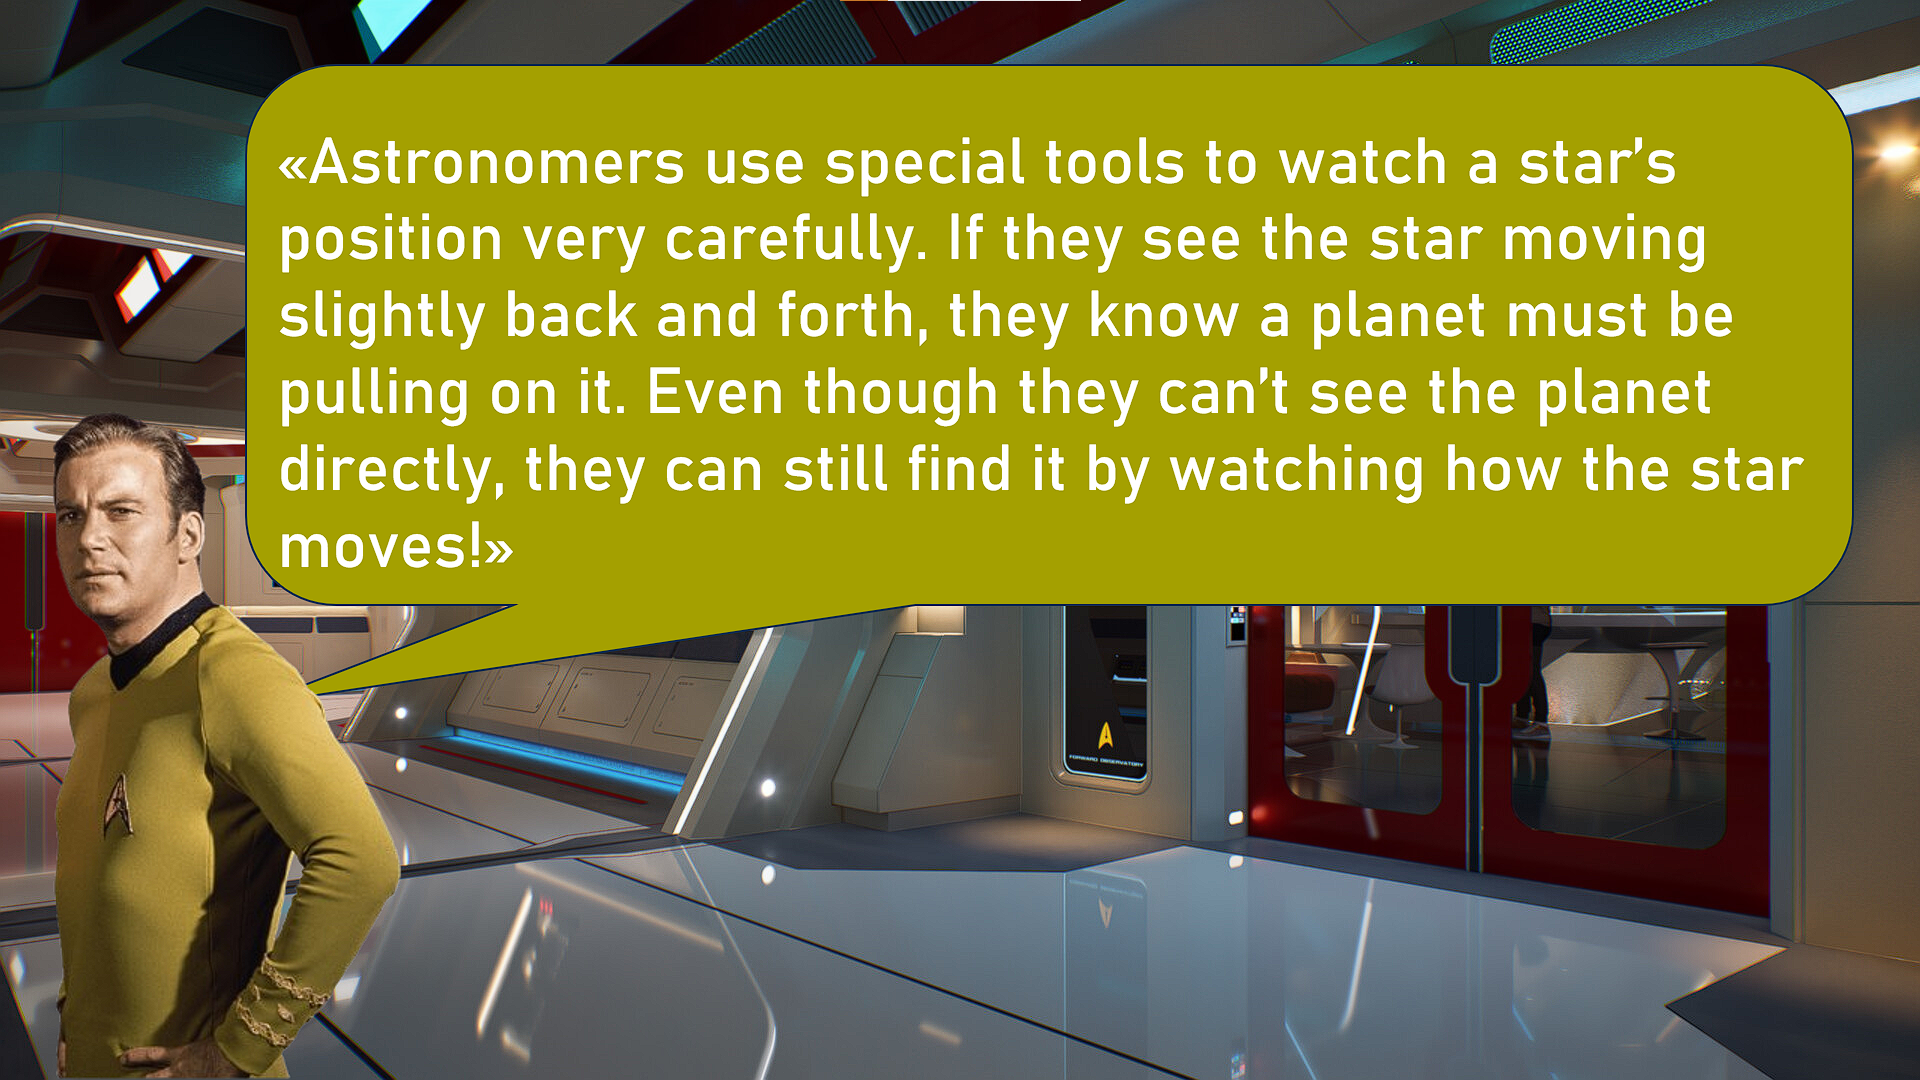 «Astronomers use special tools to watch a star’s
position very carefully. If they see the star moving
slightly back and forth, they know a planet must be
pulling on it. Even though they can’t see the planet
directly, they can still find it by watching how the star
moves!»
FORWARD OBSERVATORY